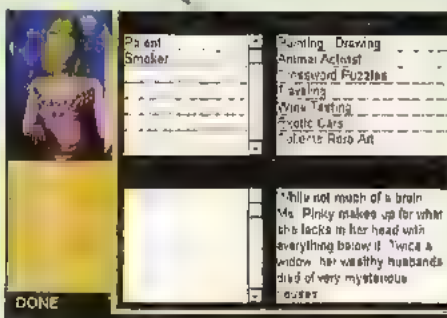 Parent
Smoker
Painting Drawing
Animal Activist
Crossword Puzzles
Traveling
Wine Tasting
Exotic Cars
Art
While not much of a brain
Ms. Pinky makes up for what
she lacks in her head with
everything below it. Twice a
widow, her wealthy husbands
died of very mysterious
causes
DONE